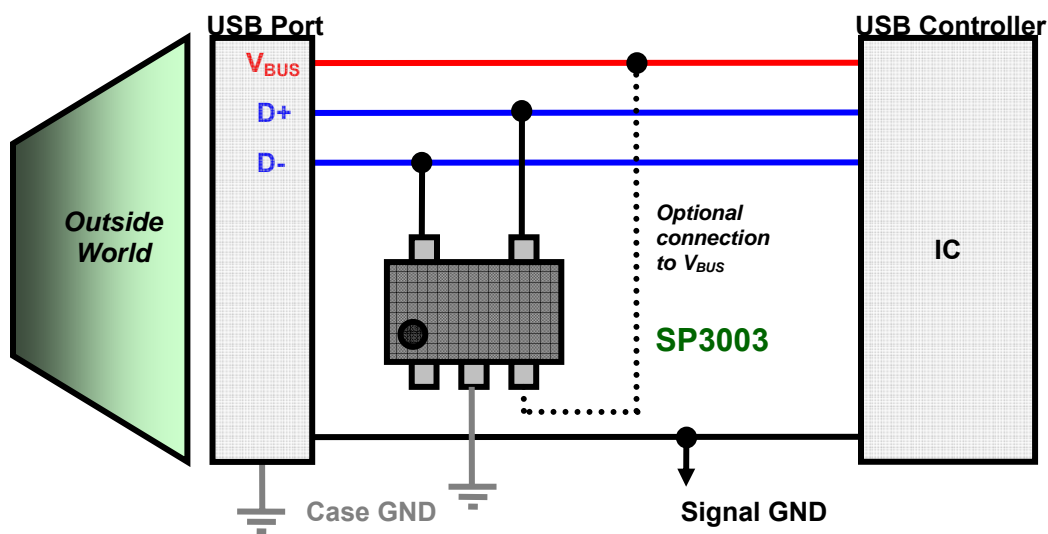 USB Port
USB Controller
VBUS
D+
D-
Outside
World
Optional
connection
to VBUS
IC
SP3003
Case GND
Signal GND